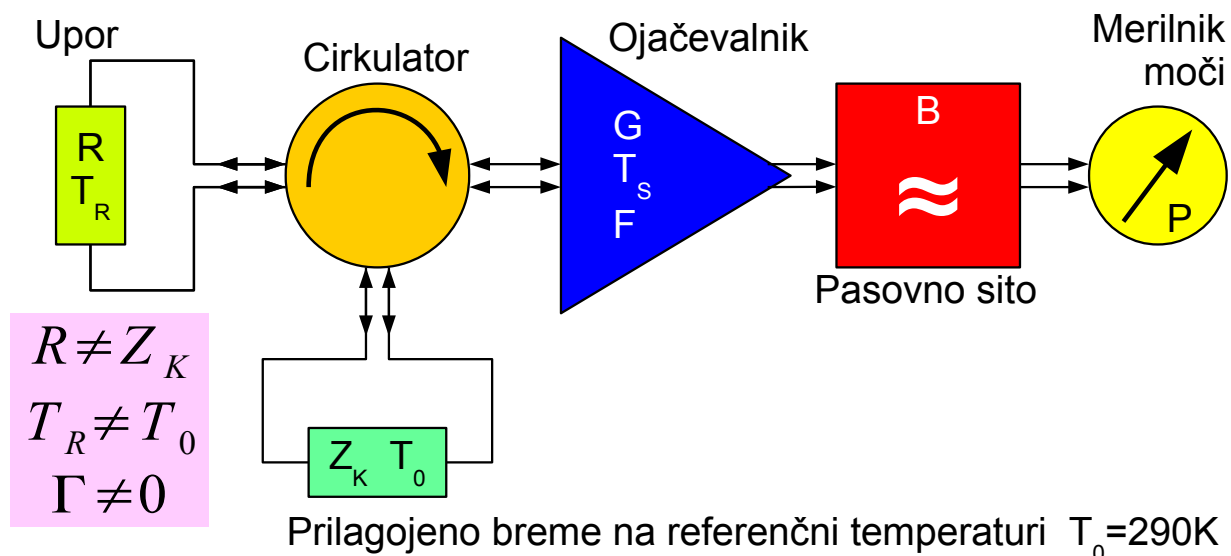 Upor
Cirkulator
Ojačevalnik
Merilnik
moči
R
T_R
G
T_S
F
B
≈
P
Pasovno sito
R≠Z_K
T_R≠T_0
Γ≠0
Z_K T_0
Prilagojeno breme na referenčni temperaturi T_0=290K